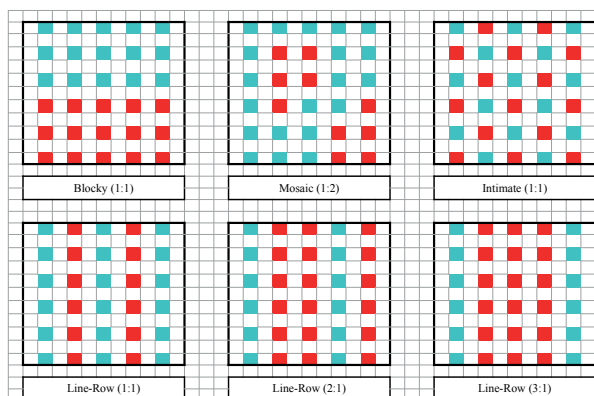 Blocky (1:1)
Mosaic (1:2)
Intimate (1:1)
Line-Row (1:1)
Line-Row (2:1)
Line-Row (3:1)